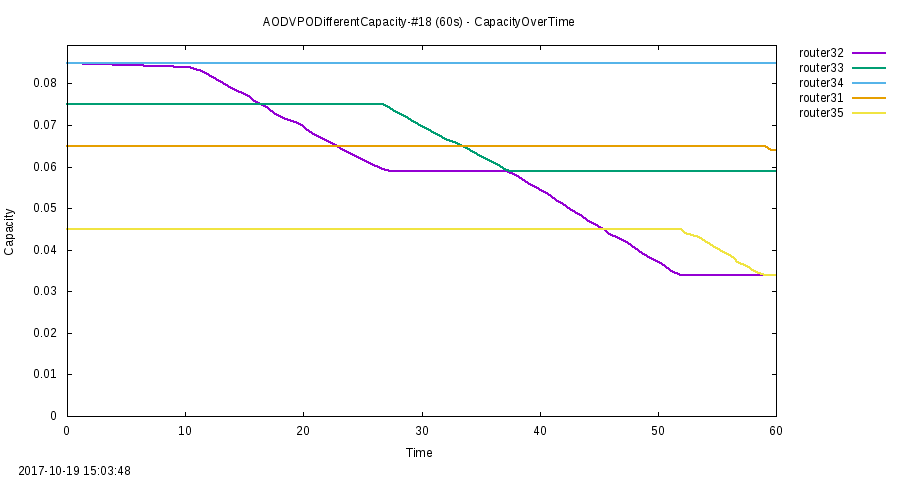 AODVPODifferentCapacity-#18 (60s) - CapacityOverTime
router32
router33
router34
router31
router35
0.08
0.07
0.06
0.05
0.04
0.03
0.02
0.01
0
Capacity
0 10 20 30 40 50 60
Time
2017-10-19 15:03:48